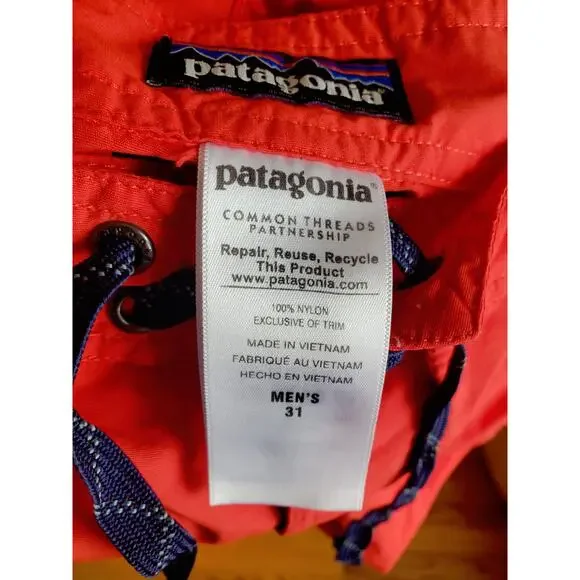 patagonia®
patagonia®
COMMON THREADS
PARTNERSHIP
Repair, Reuse, Recycle
This Product
www.patagonia.com
100% NYLON
EXCLUSIVE OF TRIM
MADE IN VIETNAM
FABRIQUÉ AU VIETNAM
HECHO EN VIETNAM
MEN'S
31